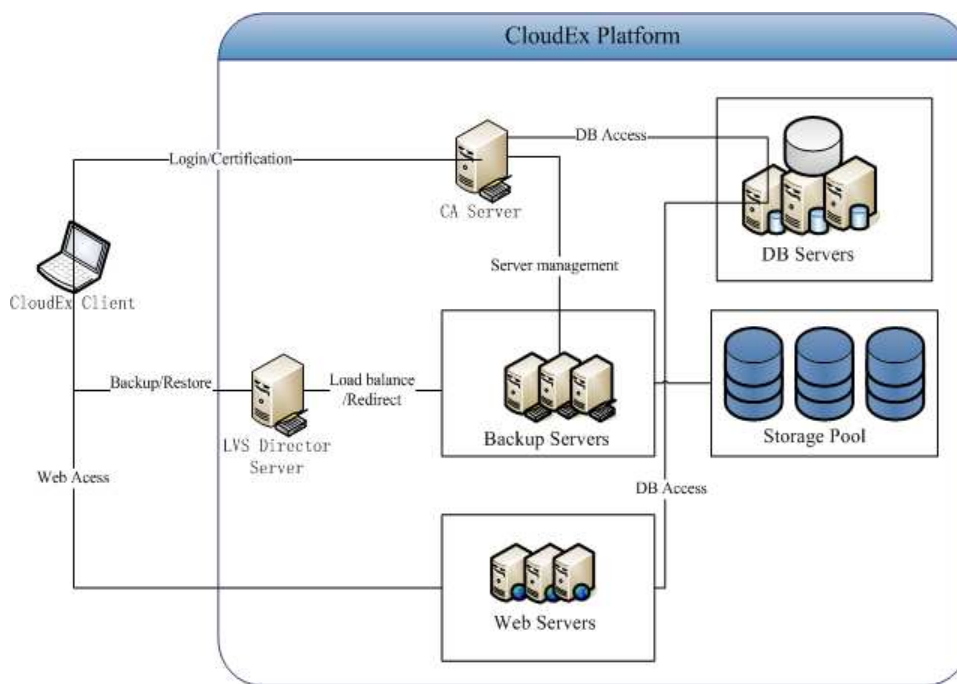 CloudEx Platform
DB Access
Login/Certification
CA Server
DB Servers
Server management
CloudEx Client
Backup/Restore
Load balance
/Redirect
Backup Servers
Storage Pool
LVS Director
Server
Web Acess
DB Access
Web Servers